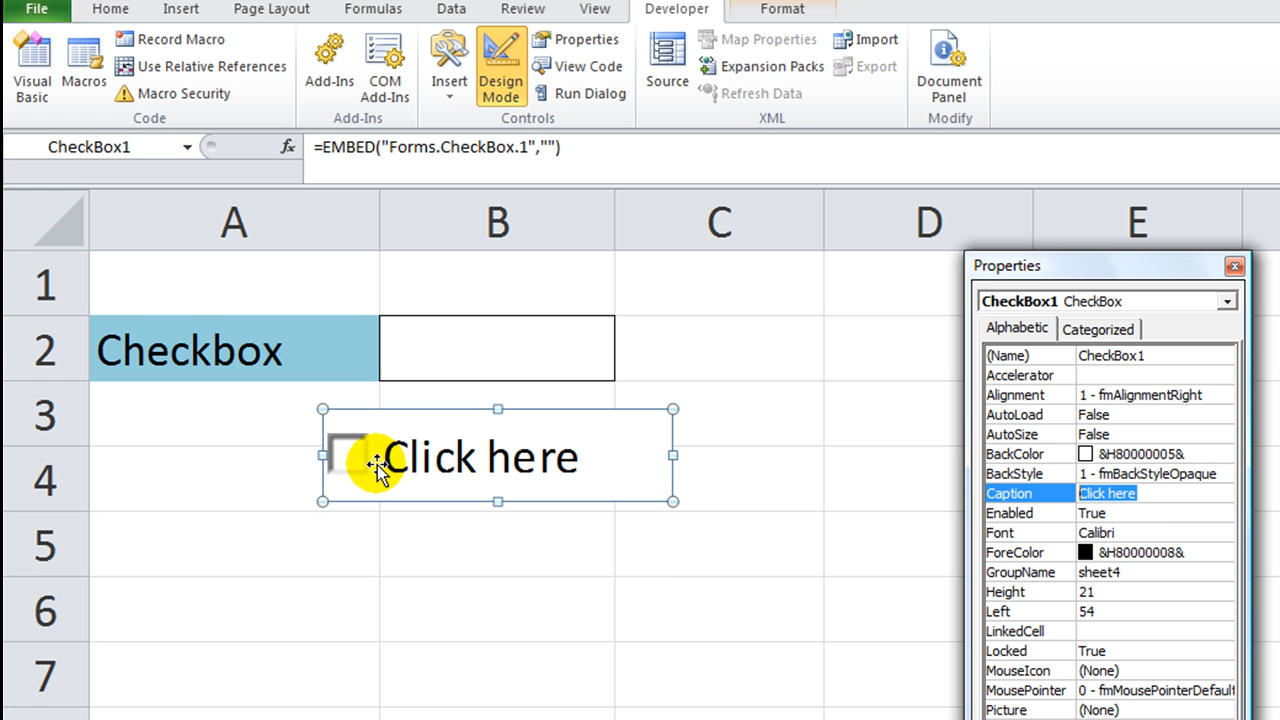 File Home Insert Page Layout Formulas Data Review View Developer Format
Visual Basic
Macros
Record Macro
Use Relative References
Macro Security
Code
Add-Ins
COM Add-Ins
Add-Ins
Insert
Design Mode
Properties
View Code
Run Dialog
Controls
Source
Map Properties
Expansion Packs
Refresh Data
Import
Export
XML
Document Panel
Modify
CheckBox1 fx =EMBED("Forms.CheckBox.1","")
A B C D E
1
2 Checkbox
3
4 Click here
5
6
7
Properties
CheckBox1 CheckBox
Alphabetic Categorized
(Name) CheckBox1
Accelerator
Alignment 1 - fmAlignmentRight
AutoLoad False
AutoSize False
BackColor &H80000005&
BackStyle 1 - fmBackStyleOpaque
Caption Click here
Enabled True
Font Calibri
ForeColor &H80000008&
GroupName sheet4
Height 21
Left 54
LinkedCell
Locked True
MouseIcon (None)
MousePointer 0 - fmMousePointerDefault
Picture (None)